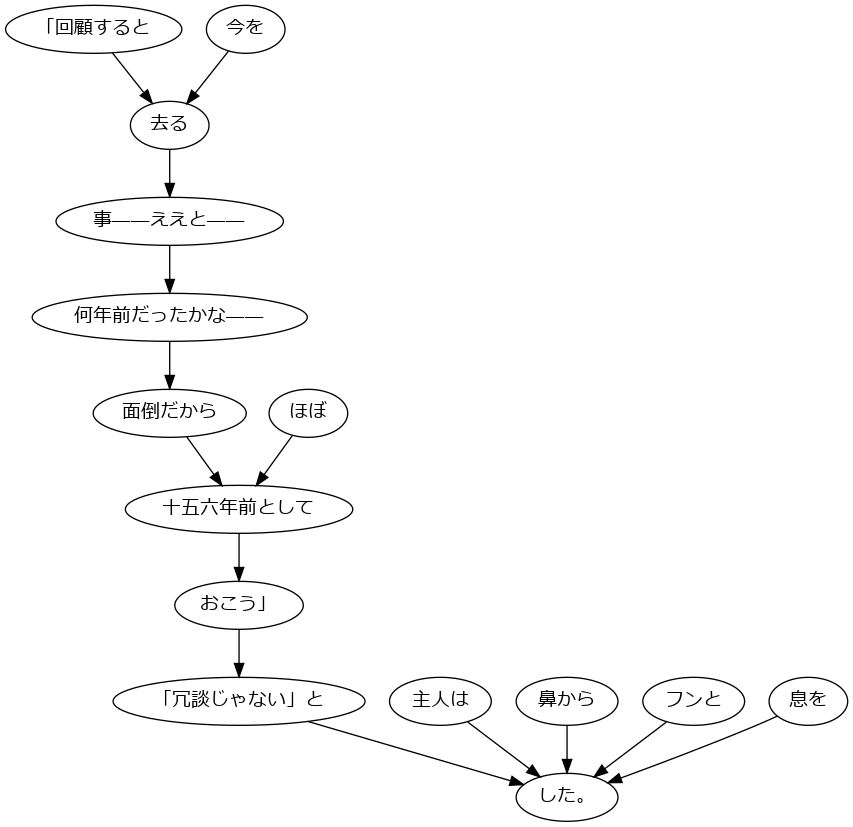 「回顧すると
今を
去る
事――ええと――
何年前だったかな――
面倒だから
ほぼ
十五六年前として
おこう」
「冗談じゃない」と
主人は
鼻から
フンと
息を
した。